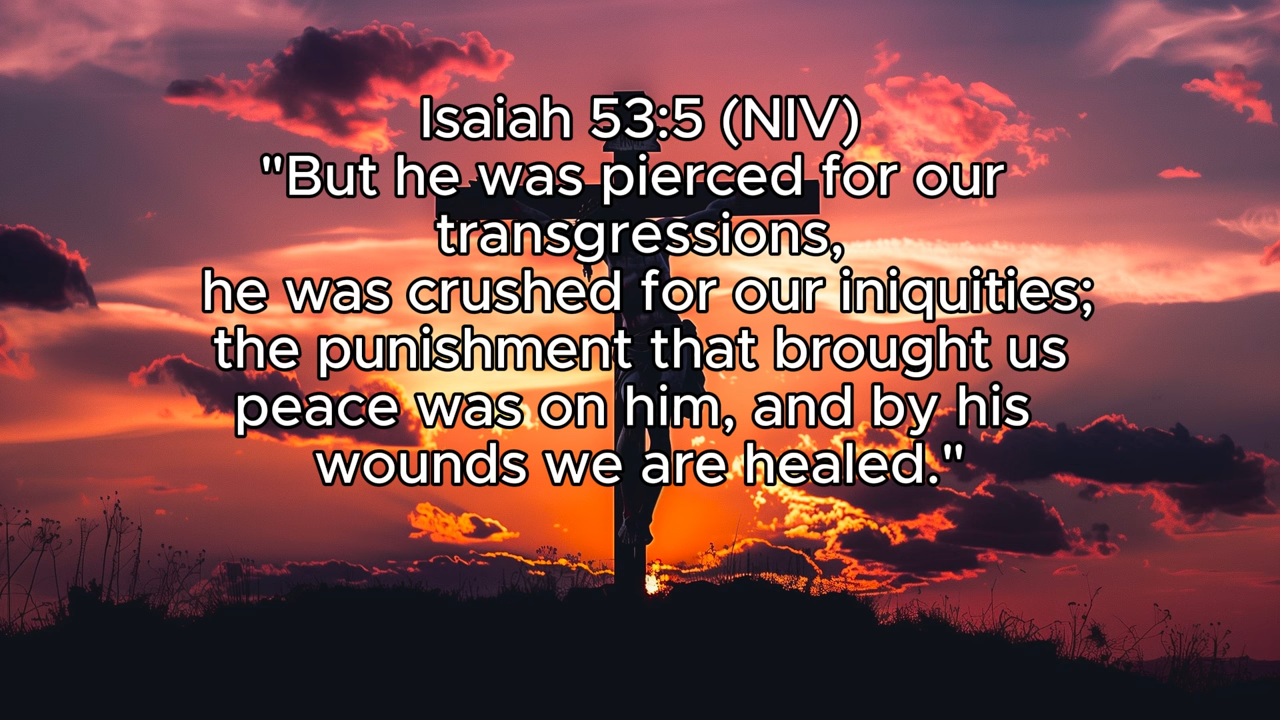 Isaiah 53:5 (NIV)
"But he was pierced for our
transgressions,
he was crushed for our iniquities;
the punishment that brought us
peace was on him, and by his
wounds we are healed."